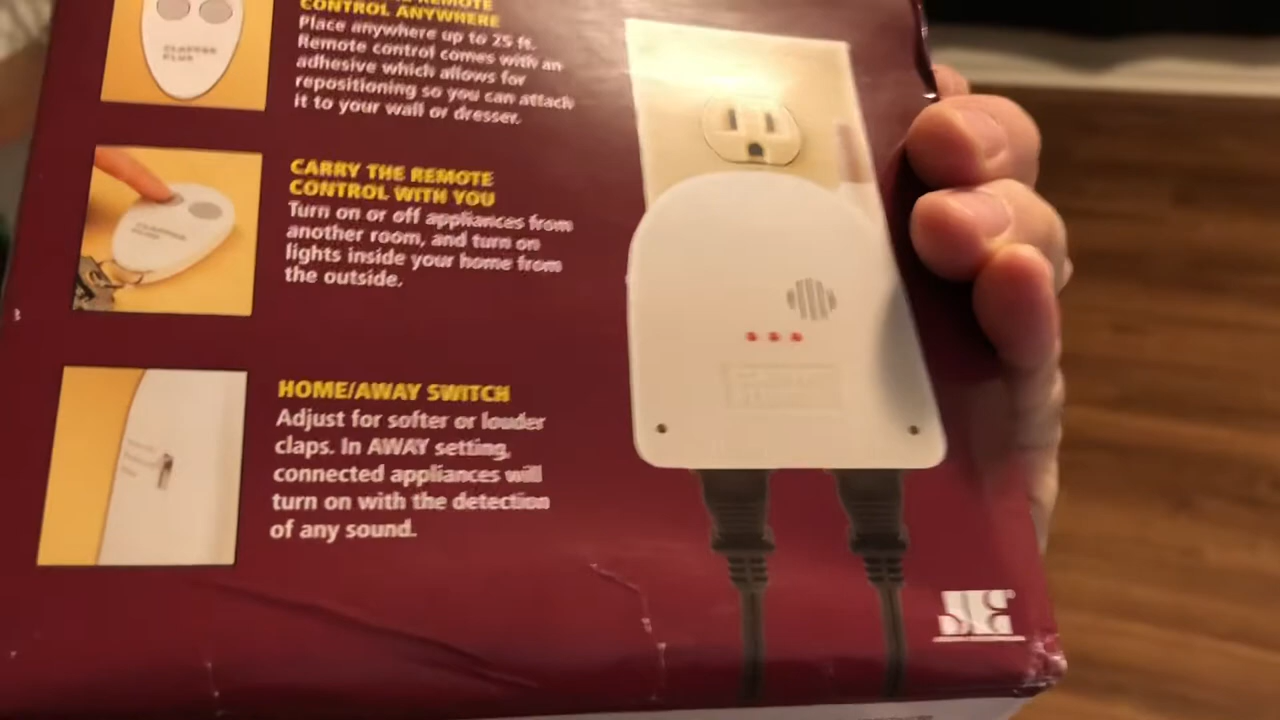 REMOTE
CONTROL ANYWHERE
Place anywhere up to 25 ft.
Remote control comes with an
adhesive which allows for
repositioning so you can attach
it to your wall or dresser.
CLAPPER
PLUS
CARRY THE REMOTE
CONTROL WITH YOU
Turn on or off appliances from
another room, and turn on
lights inside your home from
the outside.
HOME/AWAY SWITCH
Adjust for softer or louder
claps. In AWAY setting,
connected appliances will
turn on with the detection
of any sound.